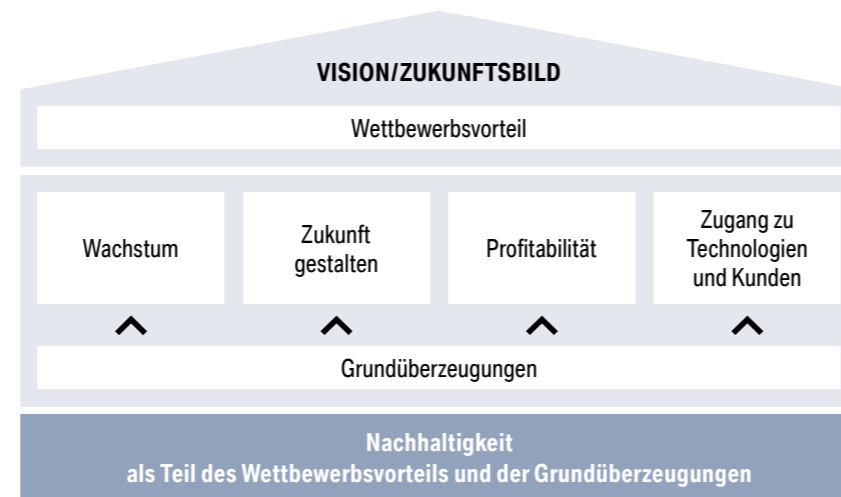 VISION/ZUKUNFTSBILD
Wettbewerbsvorteil
Wachstum
Zukunft
gestalten
Profitabilität
Zugang zu
Technologien
und Kunden
Grundüberzeugungen
Nachhaltigkeit
als Teil des Wettbewerbsvorteils und der Grundüberzeugungen